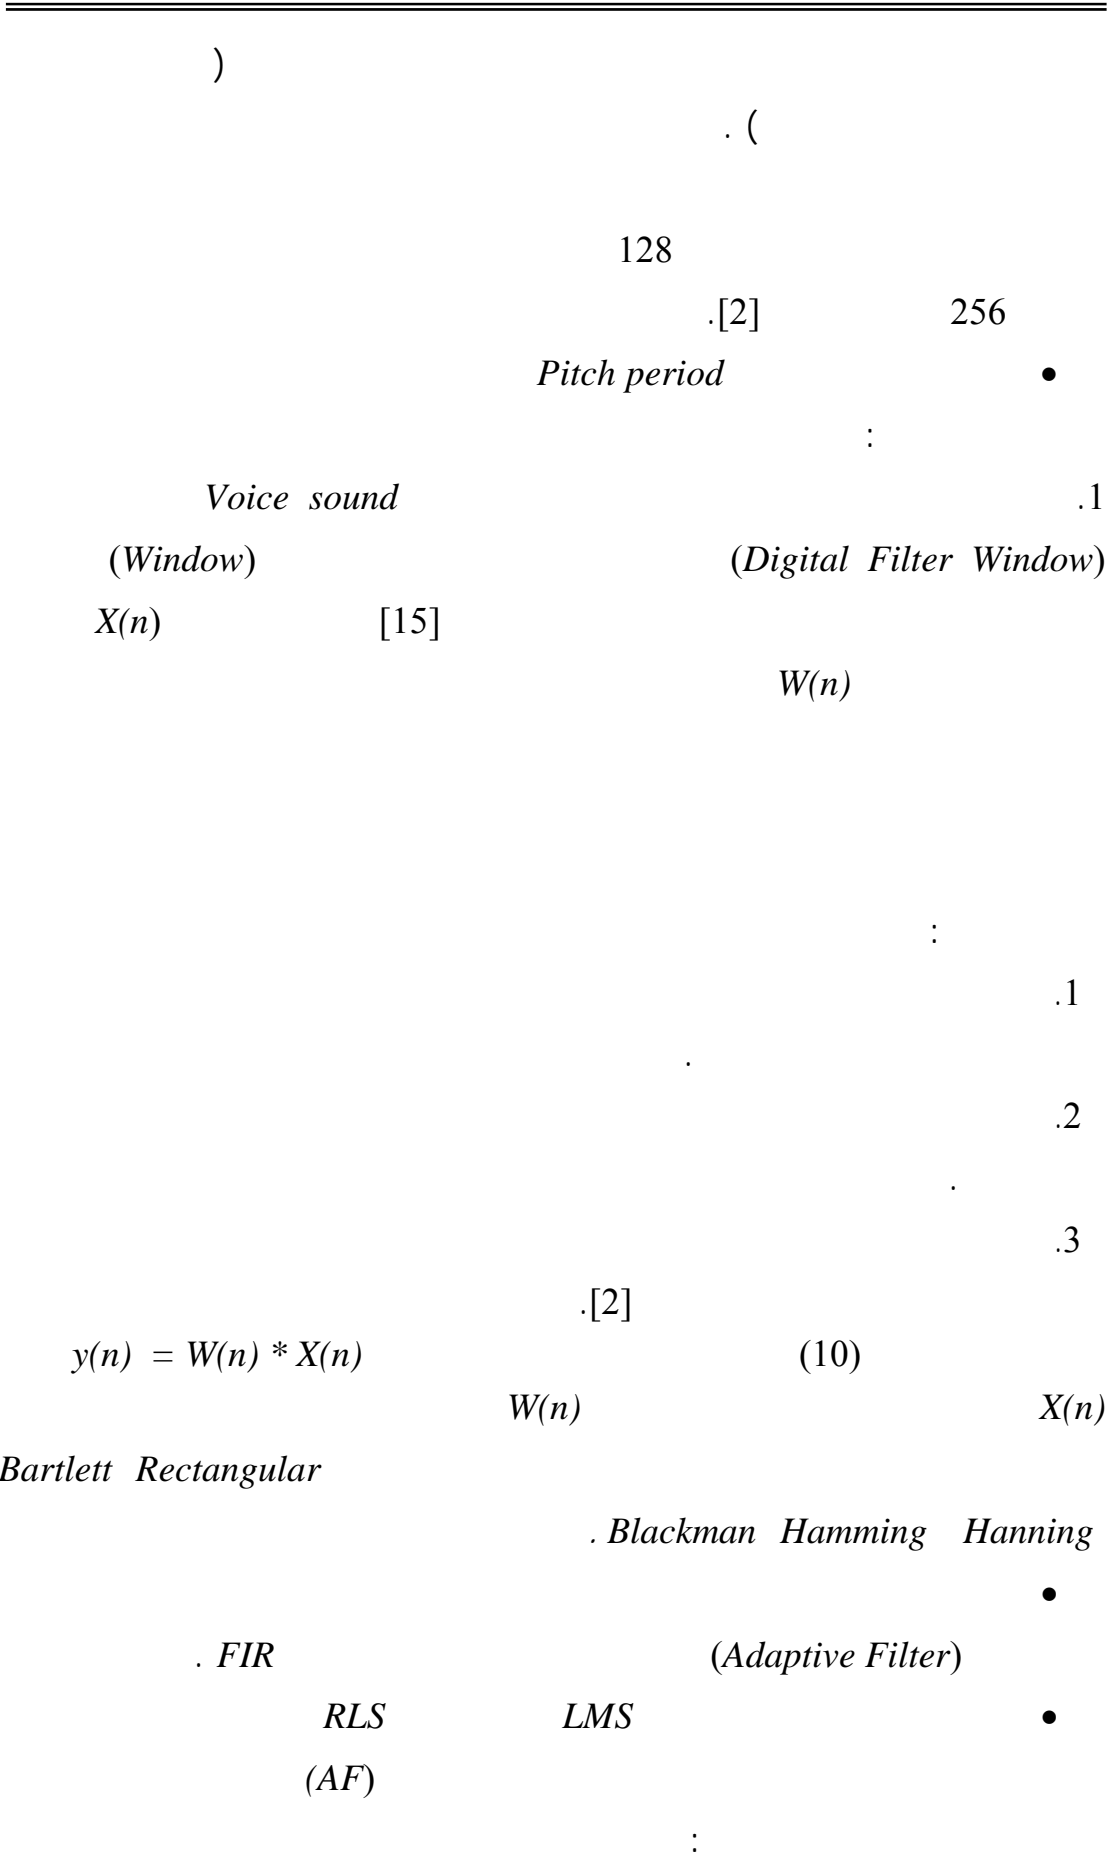 (
) .
128
256 [2].
• Pitch period
:
1. Voice sound
(Digital Filter Window) (Window)
[15] X(n)
W(n)
:
1.
.
2.
.
3.
[2].
y(n) = W(n) * X(n) (10)
X(n) W(n)
Bartlett Rectangular
. Blackman Hamming Hanning
•
(Adaptive Filter) FIR .
• LMS RLS
(AF)
: